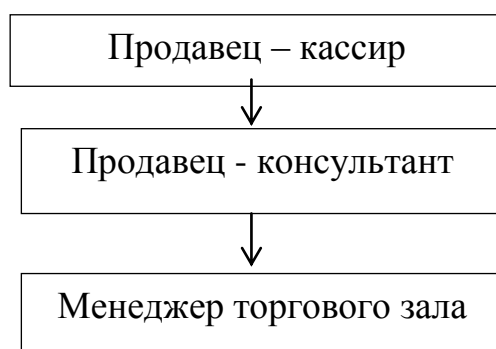 Продавец – кассир
Продавец - консультант
Менеджер торгового зала